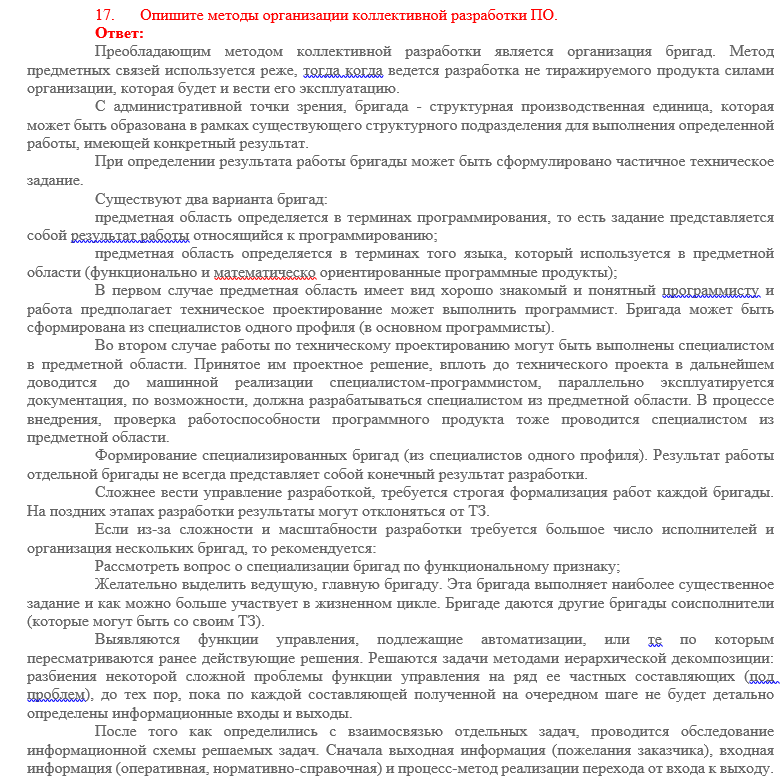 17. Опишите методы организации коллективной разработки ПО.
Ответ:
Преобладающим методом коллективной разработки является организация бригад. Метод
предметных связей используется реже, тогда когда ведется разработка не тиражируемого продукта силами
организации, которая будет и вести его эксплуатацию.
С административной точки зрения, бригада - структурная производственная единица, которая
может быть образована в рамках существующего структурного подразделения для выполнения определенной
работы, имеющей конкретный результат.
При определении результата работы бригады может быть сформулировано частичное техническое
задание.
Существуют два варианта бригад:
предметная область определяется в терминах программирования, то есть задание представляется
собой результат работы относящийся к программированию;
предметная область определяется в терминах того языка, который используется в предметной
области (функционально и математическо ориентированные программные продукты);
В первом случае предметная область имеет вид хорошо знакомый и понятный программисту и
работа предполагает техническое проектирование может выполнить программист. Бригада может быть
сформирована из специалистов одного профиля (в основном программисты).
Во втором случае работы по техническому проектированию могут быть выполнены специалистом
в предметной области. Принятое им проектное решение, вплоть до технического проекта в дальнейшем
доводится до машинной реализации специалистом-программистом, параллельно эксплуатируется
документация, по возможности, должна разрабатываться специалистом из предметной области. В процессе
внедрения, проверка работоспособности программного продукта тоже проводится специалистом из
предметной области.
Формирование специализированных бригад (из специалистов одного профиля). Результат работы
отдельной бригады не всегда представляет собой конечный результат разработки.
Сложнее вести управление разработкой, требуется строгая формализация работ каждой бригады.
На поздних этапах разработки результаты могут отклоняться от ТЗ.
Если из-за сложности и масштабности разработки требуется большое число исполнителей и
организация нескольких бригад, то рекомендуется:
Рассмотреть вопрос о специализации бригад по функциональному признаку;
Желательно выделить ведущую, главную бригаду. Эта бригада выполняет наиболее существенное
задание и как можно больше участвует в жизненном цикле. Бригаде даются другие бригады соисполнители
(которые могут быть со своим ТЗ).
Выявляются функции управления, подлежащие автоматизации, или те по которым
пересматриваются ранее действующие решения. Решаются задачи методами иерархической декомпозиции:
разбиения некоторой сложной проблемы функции управления на ряд ее частных составляющих (под
проблем), до тех пор, пока по каждой составляющей полученной на очередном шаге не будет детально
определены информационные входы и выходы.
После того как определились с взаимосвязью отдельных задач, проводится обследование
информационной схемы решаемых задач. Сначала выходная информация (пожелания заказчика), входная
информация (оперативная, нормативно-справочная) и процесс-метод реализации перехода от входа к выходу.